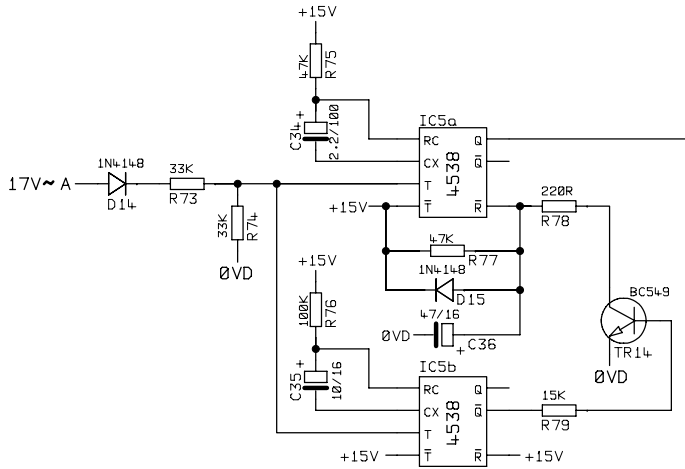 +15V
47K
R75
C34
+
2.2/100
IC5a
RC
Q
CX
Q̅
4538
T
T̅
R̅
17V~ A
1N4148
D14
33K
R73
33K
R74
0VD
+15V
220R
R78
47K
R77
1N4148
D15
47/16
0VD
+
C36
+15V
100K
R76
C35
+
10/16
BC549
TR14
0VD
IC5b
RC
Q
CX
Q̅
4538
T
T̅
R̅
15K
R79
+15V
+15V